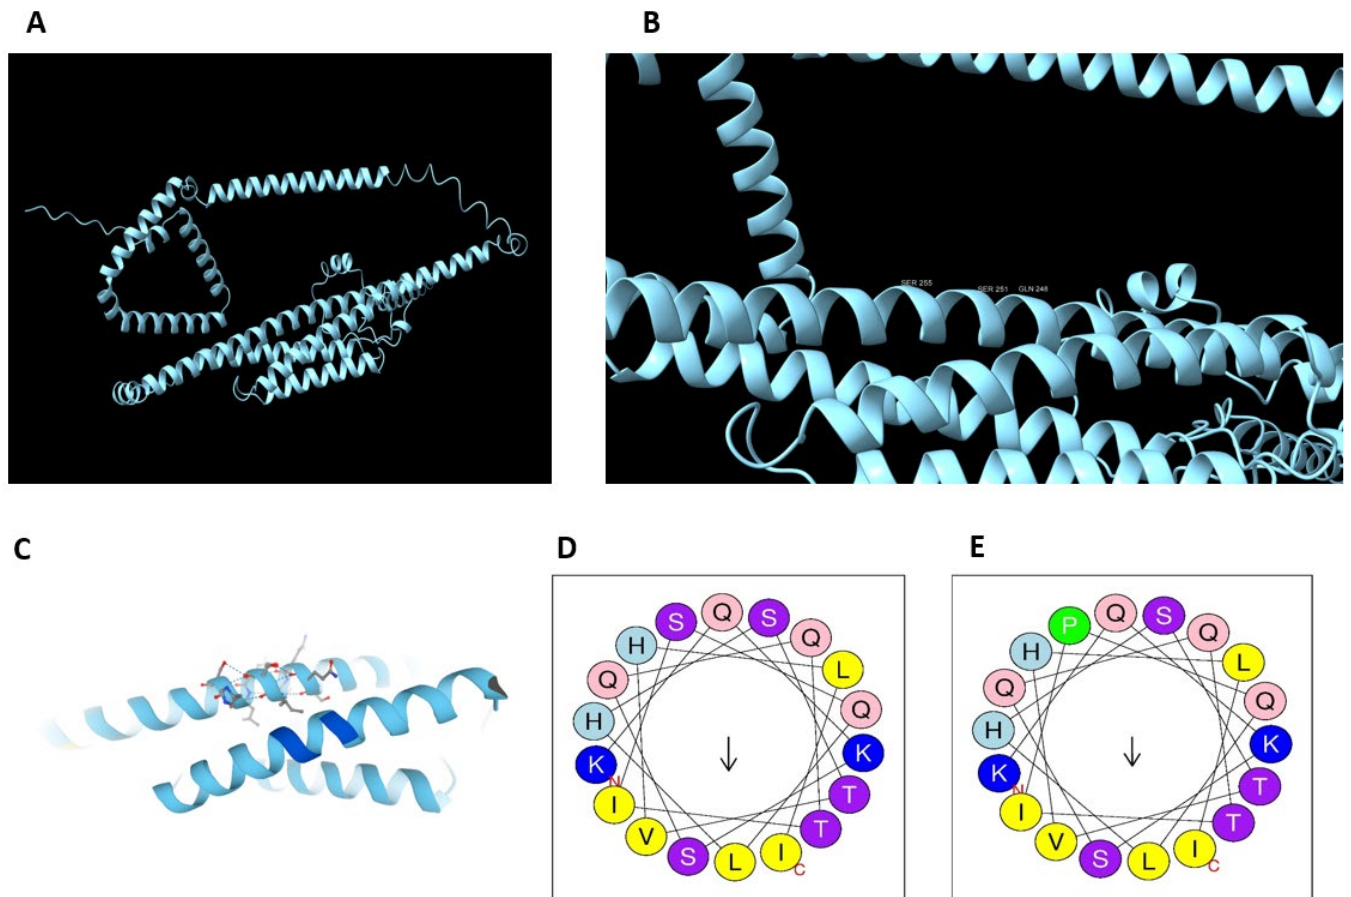 A
B
SER 255
SER 251
GLN 248
C
D
E
S Q S
H Q
Q L
H Q
K K
N
I T
V T
S L I
C
P Q S
H Q
Q L
H Q
K K
N
I T
V T
S L I
C